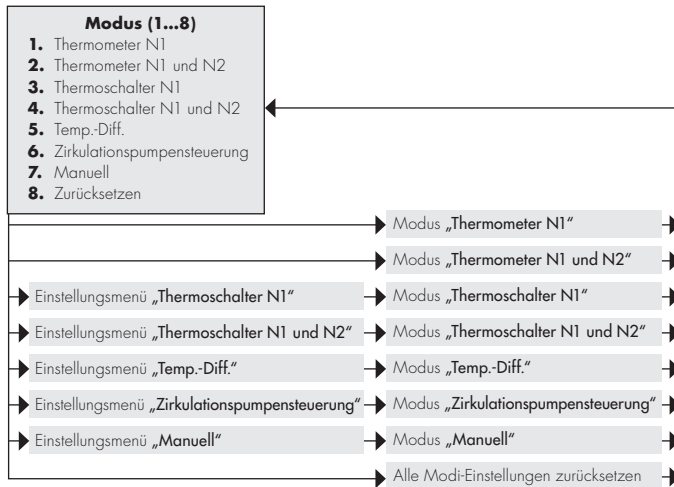 Modus (1...8)
1. Thermometer N1
2. Thermometer N1 und N2
3. Thermoschalter N1
4. Thermoschalter N1 und N2
5. Temp.-Diff.
6. Zirkulationspumpensteuerung
7. Manuell
8. Zurücksetzen
Modus „Thermometer N1“
Modus „Thermometer N1 und N2“
Einstellungsmenü „Thermoschalter N1“ Modus „Thermoschalter N1“
Einstellungsmenü „Thermoschalter N1 und N2“ Modus „Thermoschalter N1 und N2“
Einstellungsmenü „Temp.-Diff.“ Modus „Temp.-Diff.“
Einstellungsmenü „Zirkulationspumpensteuerung“ Modus „Zirkulationspumpensteuerung“
Einstellungsmenü „Manuell“ Modus „Manuell“
Alle Modi-Einstellungen zurücksetzen